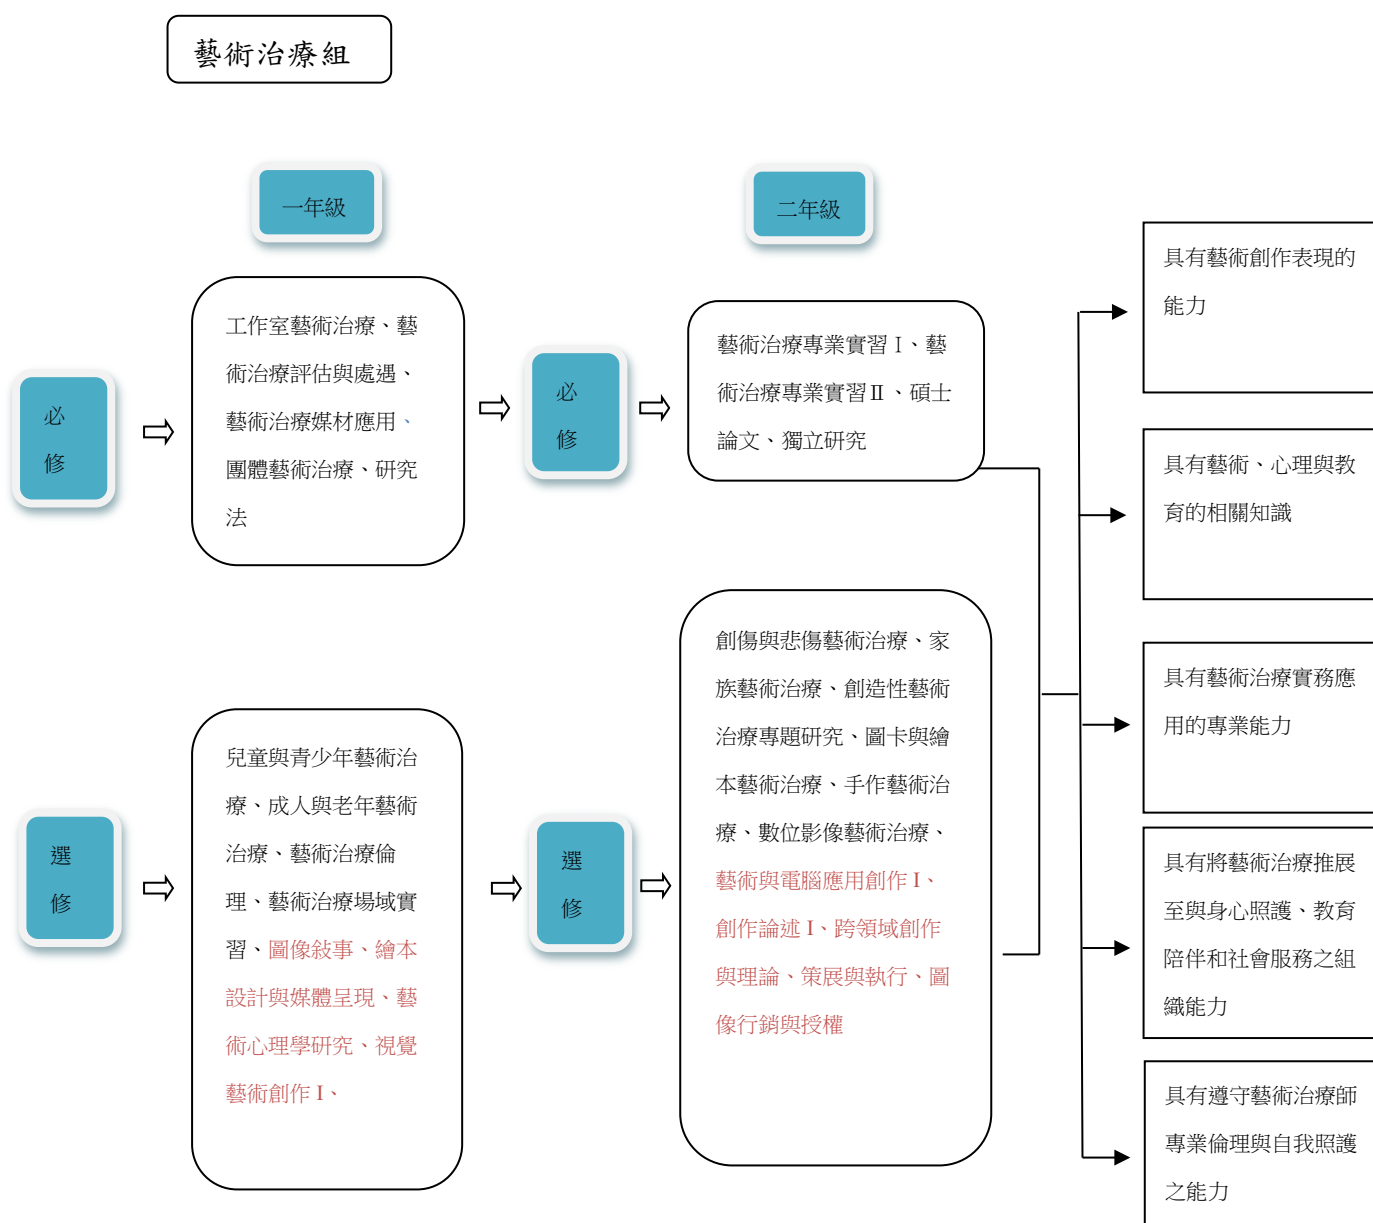 藝術治療組
一年級
二年級
必
修
工作室藝術治療、藝
術治療評估與處遇、
藝術治療媒材應用、
團體藝術治療、研究
法
必
修
藝術治療專業實習 I、藝
術治療專業實習Ⅱ、碩士
論文、獨立研究
選
修
兒童與青少年藝術治
療、成人與老年藝術
治療、藝術治療倫
理、藝術治療場域實
習、圖像敍事、繪本
設計與媒體呈現、藝
術心理學研究、視覺
藝術創作 I、
選
修
創傷與悲傷藝術治療、家
族藝術治療、創造性藝術
治療專題研究、圖卡與繪
本藝術治療、手作藝術治
療、數位影像藝術治療、
藝術與電腦應用創作 I、
創作論述 I、跨領域創作
與理論、策展與執行、圖
像行銷與授權
具有藝術創作表現的
能力
具有藝術、心理與教
育的相關知識
具有藝術治療實務應
用的專業能力
具有將藝術治療推展
至與身心照護、教育
陪伴和社會服務之組
織能力
具有遵守藝術治療師
專業倫理與自我照護
之能力